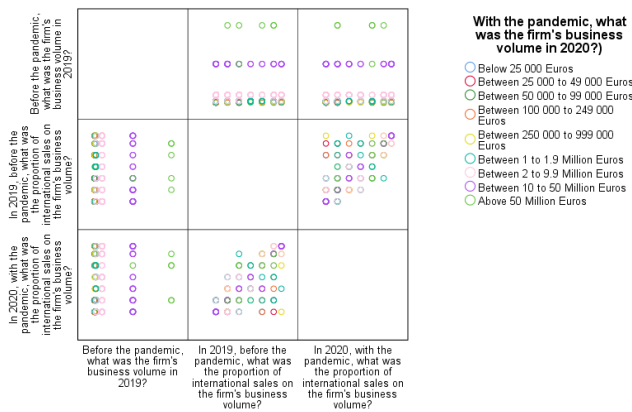 Before the pandemic,
what was the firm's
business volume in
2019?
In 2019, before the
pandemic, what was
the proportion of
international sales on
the firm's business
volume?
In 2020, with the
pandemic, what was
the proportion of
international sales on
the firm's business
volume?
Before the pandemic,
what was the firm's
business volume in
2019?
In 2019, before the
pandemic, what was
the proportion of
international sales on
the firm's business
volume?
In 2020, with the
pandemic, what was
the proportion of
international sales on
the firm's business
volume?
With the pandemic, what
was the firm's business
volume in 2020?)
Below 25 000 Euros
Between 25 000 to 49 000 Euros
Between 50 000 to 99 000 Euros
Between 100 000 to 249 000
Euros
Between 250 000 to 999 000
Euros
Between 1 to 1.9 Million Euros
Between 2 to 9.9 Million Euros
Between 10 to 50 Million Euros
Above 50 Million Euros